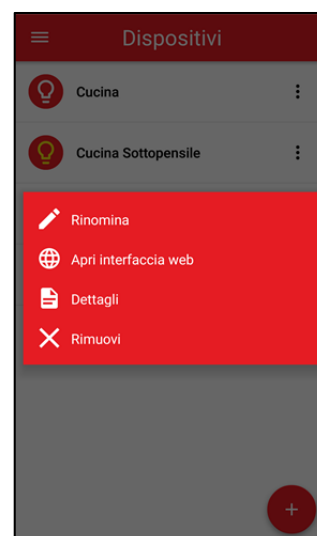 Dispositivi
Cucina
Cucina Sottopensile
Rinomina
Apri interfaccia web
Dettagli
Rimuovi